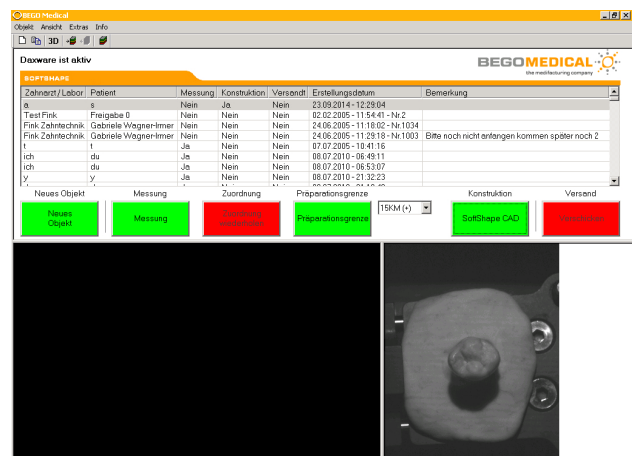 BEGO Medical
Objekt Ansicht Extras Info
3D
Daxware ist aktiv
BEGOMEDICAL
the medifacturing company
SOFTSHAPE
Zahnarzt / Labor Patient Messung Konstruktion Versandt Erstellungsdatum Bemerkung
a s Nein Ja Nein 23.09.2014 - 12:29:04
Test Fink Freigabe 0 Nein Nein Nein 02.02.2005 - 11:54:41 - Nr.2
Fink Zahntechnik Gabriele Wagner-Irmer Nein Nein Nein 24.06.2005 - 11:18:02 - Nr.1034
Fink Zahntechnik Gabriele Wagner-Irmer Nein Nein Nein 24.06.2005 - 11:29:18 - Nr.1003 Bitte noch nicht anfangen kommen später noch 2
t t Ja Nein Nein 07.07.2005 - 10:41:16
ich du Ja Nein Nein 08.07.2010 - 06:49:11
ich du Ja Nein Nein 08.07.2010 - 06:53:07
y y Ja Nein Nein 08.07.2010 - 21:32:23
Neues Objekt Messung Zuordnung Präparationsgrenze Konstruktion Versand
Neues Objekt Messung Zuordnung Präparationsgrenze 15KM (+) SoftShape CAD